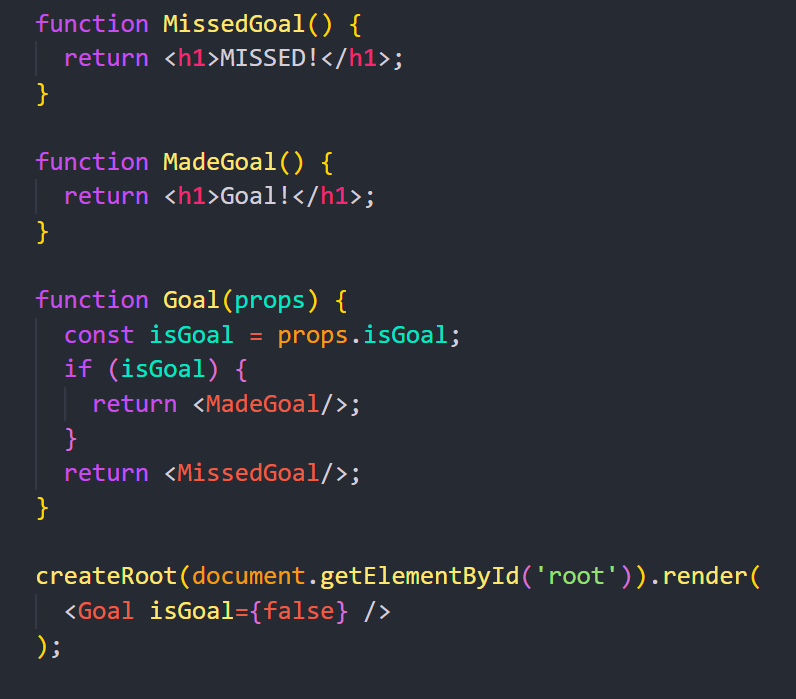 function MissedGoal() {
  return <h1>MISSED!</h1>;
}

function MadeGoal() {
  return <h1>Goal!</h1>;
}

function Goal(props) {
  const isGoal = props.isGoal;
  if (isGoal) {
    return <MadeGoal/>;
  }
  return <MissedGoal/>;
}

createRoot(document.getElementById('root')).render(
  <Goal isGoal={false} />
);